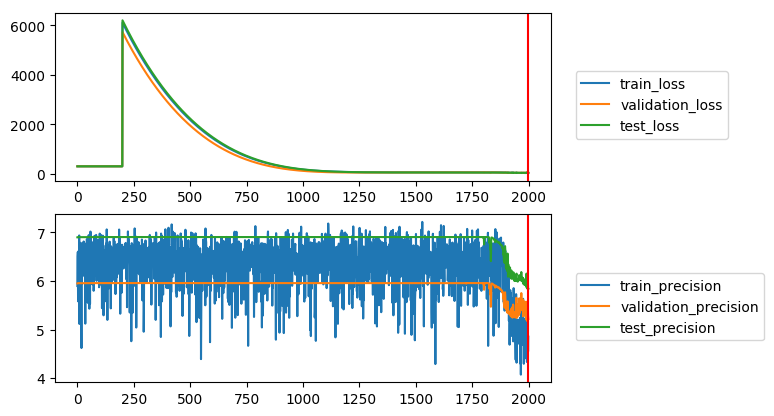 6000
4000
2000
0
0 250 500 750 1000 1250 1500 1750 2000
train_loss
validation_loss
test_loss
7
6
5
4
0 250 500 750 1000 1250 1500 1750 2000
train_precision
validation_precision
test_precision